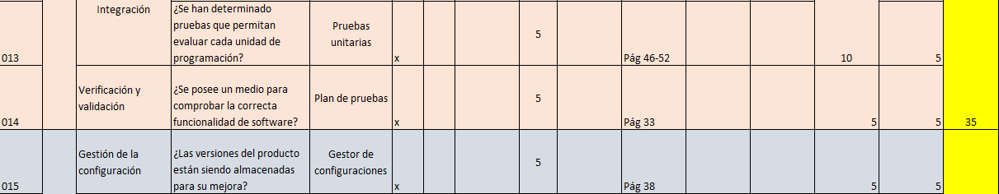 Integración
¿Se han determinado
pruebas que permitan
evaluar cada unidad de
programación?
Pruebas
unitarias
5
013
x
Pág 46-52
10
5
Verificación y
validación
¿Se posee un medio para
comprobar la correcta
funcionalidad de software?
Plan de pruebas
5
014
x
Pág 33
5
5
35
Gestión de la
configuración
¿Las versiones del producto
están siendo almacenadas
para su mejora?
Gestor de
configuraciones
5
015
x
Pág 38
5
5